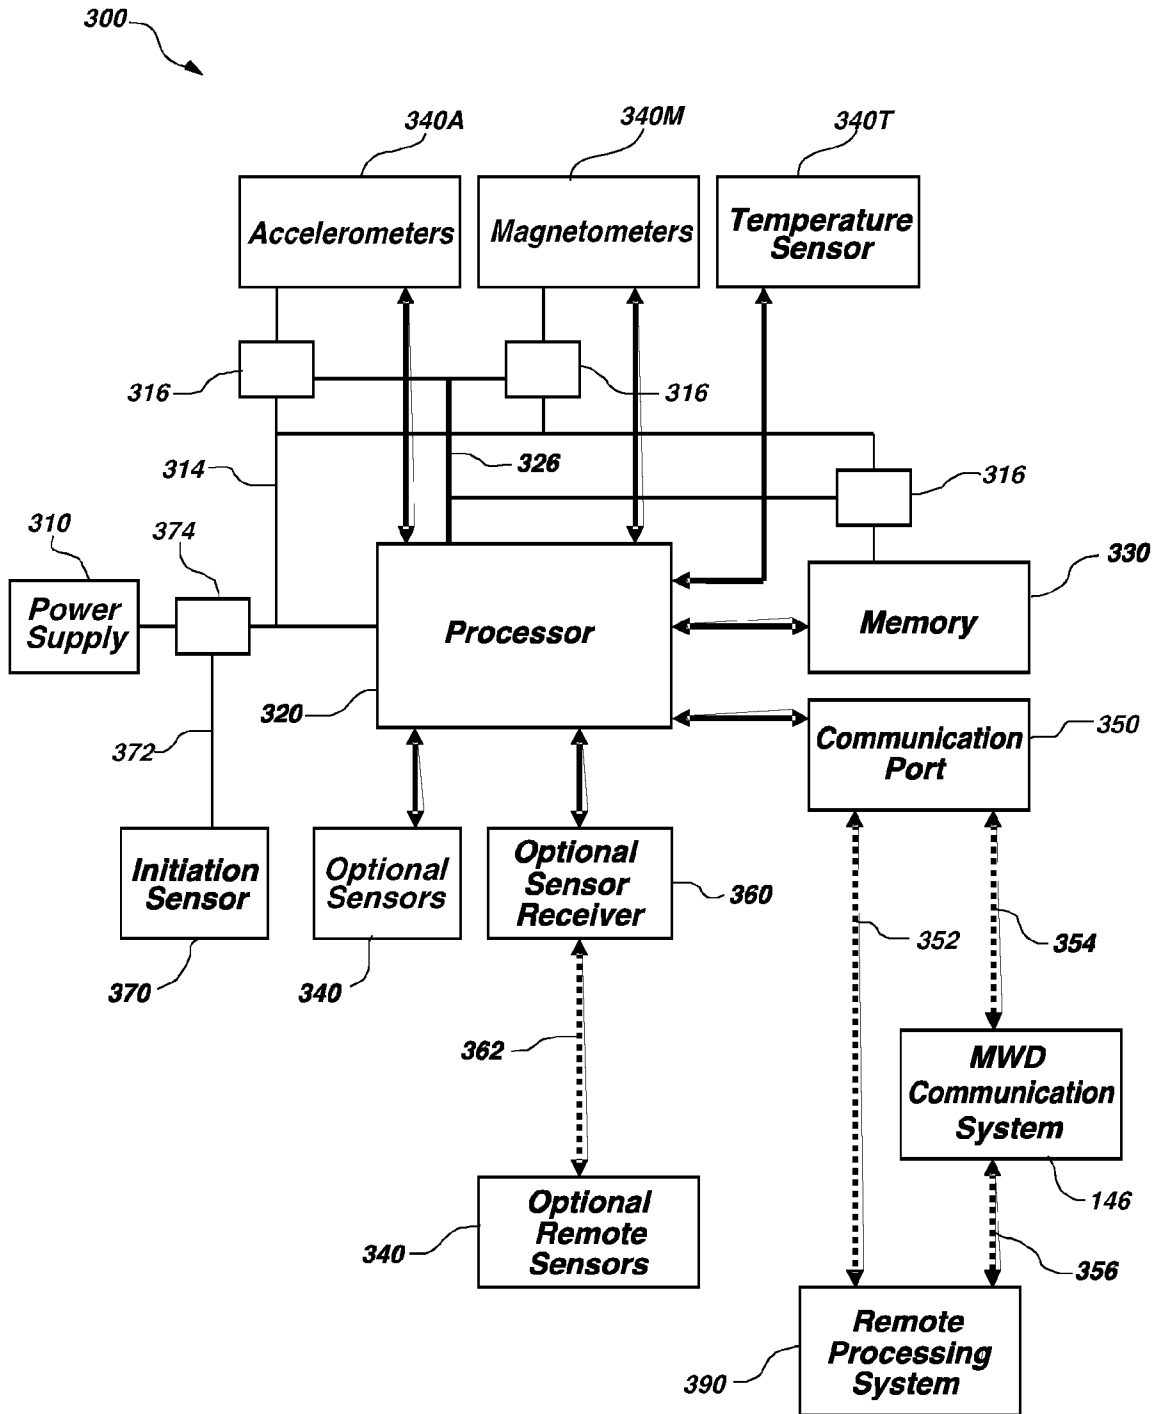 300
340A
340M
340T
Accelerometers
Magnetometers
Temperature
Sensor
316
316
314
326
316
310
374
330
Power
Supply
Processor
Memory
320
372
Communication
Port
350
Initiation
Sensor
Optional
Sensors
Optional
Sensor
Receiver
360
352
354
370
340
362
MWD
Communication
System
146
340
Optional
Remote
Sensors
356
Remote
Processing
System
390